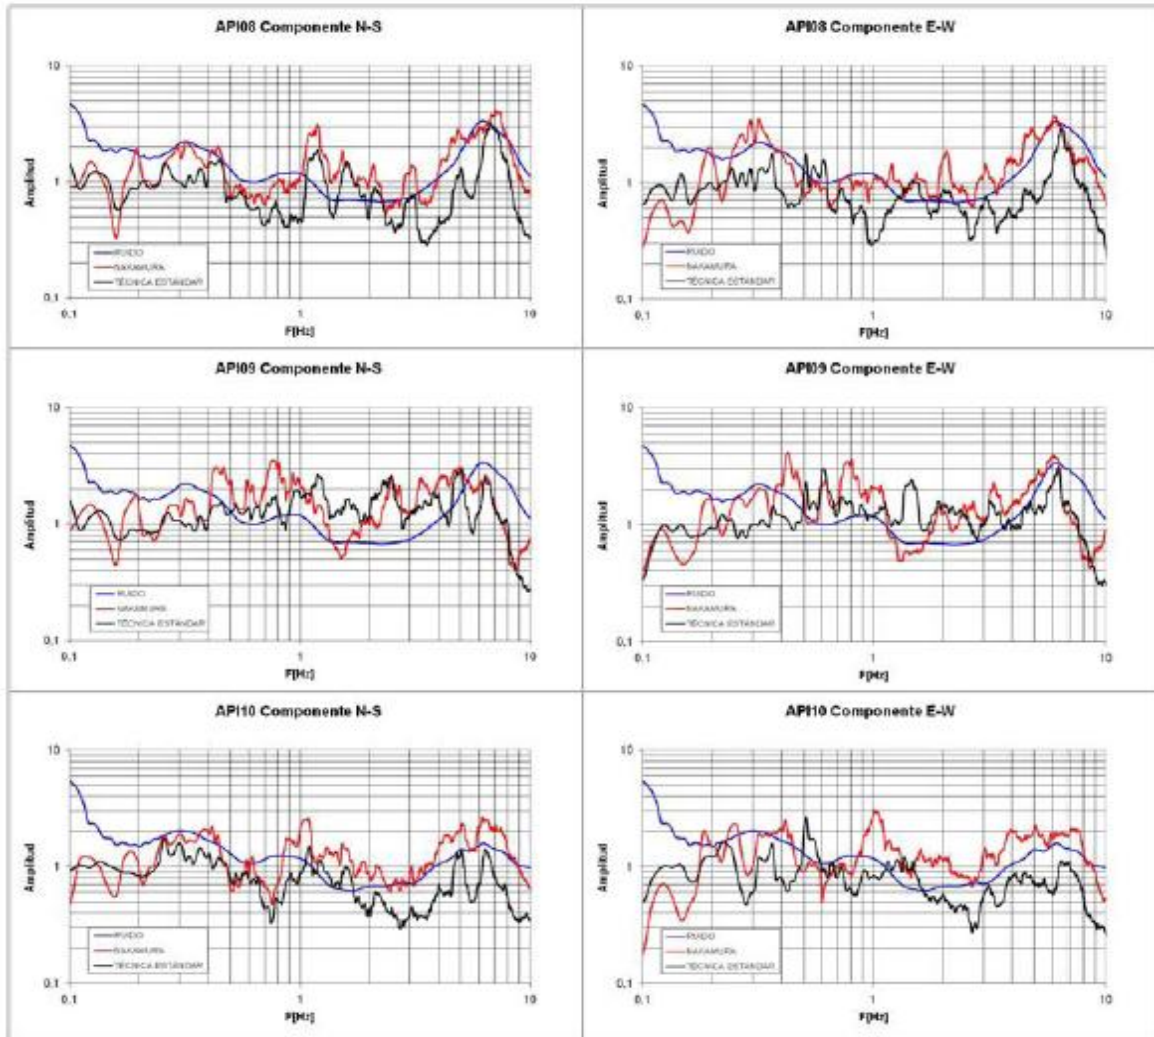 API08 Componente N-S
10
1
0.1
Amplitud
RUIDO
NAKAMURA
TÉCNICA ESTÁNDAR
0.1
1
10
F[Hz]
API08 Componente E-W
10
1
0.1
Amplitud
RUIDO
NAKAMURA
TÉCNICA ESTÁNDAR
0.1
1
10
F[Hz]
API09 Componente N-S
10
1
0.1
Amplitud
RUIDO
NAKAMURA
TÉCNICA ESTÁNDAR
0.1
1
10
F[Hz]
API09 Componente E-W
10
1
0.1
Amplitud
RUIDO
NAKAMURA
TÉCNICA ESTÁNDAR
0.1
1
10
F[Hz]
API10 Componente N-S
10
1
0.1
Amplitud
RUIDO
NAKAMURA
TÉCNICA ESTÁNDAR
0.1
1
10
F[Hz]
API10 Componente E-W
10
1
0.1
Amplitud
RUIDO
NAKAMURA
TÉCNICA ESTÁNDAR
0.1
1
10
F[Hz]